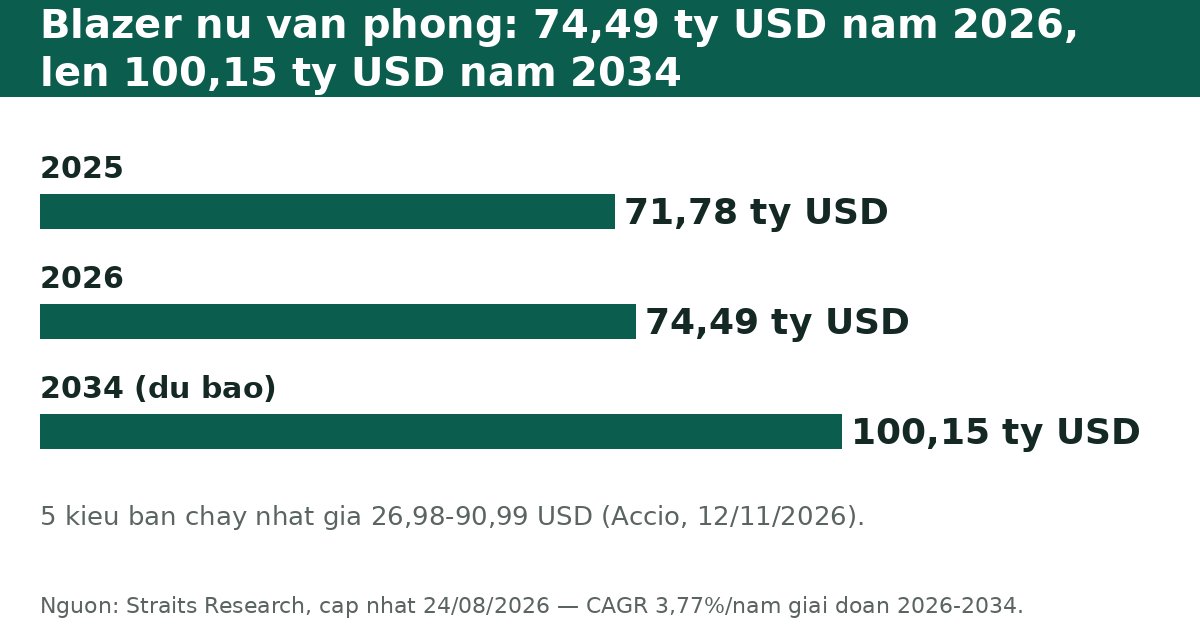 Blazer nu van phong: 74,49 ty USD nam 2026,
len 100,15 ty USD nam 2034
2025
71,78 ty USD
2026
74,49 ty USD
2034 (du bao)
100,15 ty USD
5 kieu ban chay nhat gia 26,98-90,99 USD (Accio, 12/11/2026).
Nguon: Straits Research, cap nhat 24/08/2026 — CAGR 3,77%/nam giai doan 2026-2034.